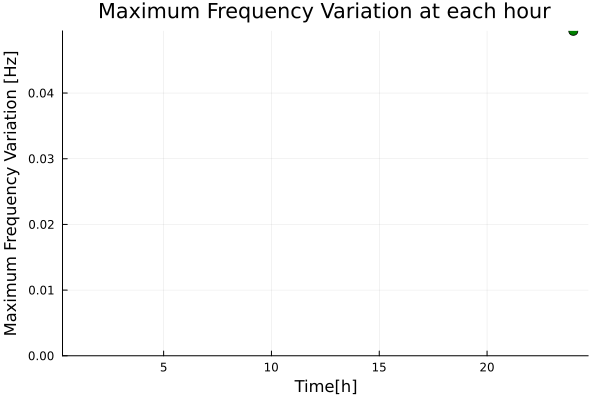 Maximum Frequency Variation at each hour
Maximum Frequency Variation [Hz]
0.04
0.03
0.02
0.01
0.00
5 10 15 20
Time[h]